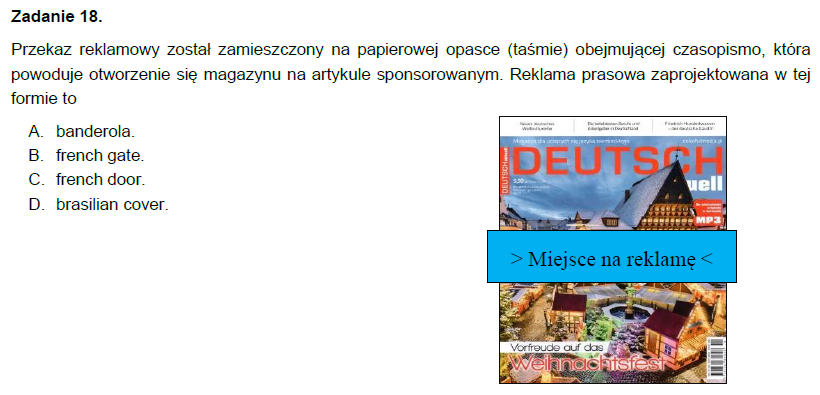 Zadanie 18.
Przekaz reklamowy został zamieszczony na papierowej opasce (taśmie) obejmującej czasopismo, która
powoduje otworzenie się magazynu na artykule sponsorowanym. Reklama prasowa zaprojektowana w tej
formie to
A. banderola.
B. french gate.
C. french door.
D. brasilian cover.
DEUTSCH
uell
MP3
> Miejsce na reklamę <
Vorfreude auf das
Weihnachtsfest